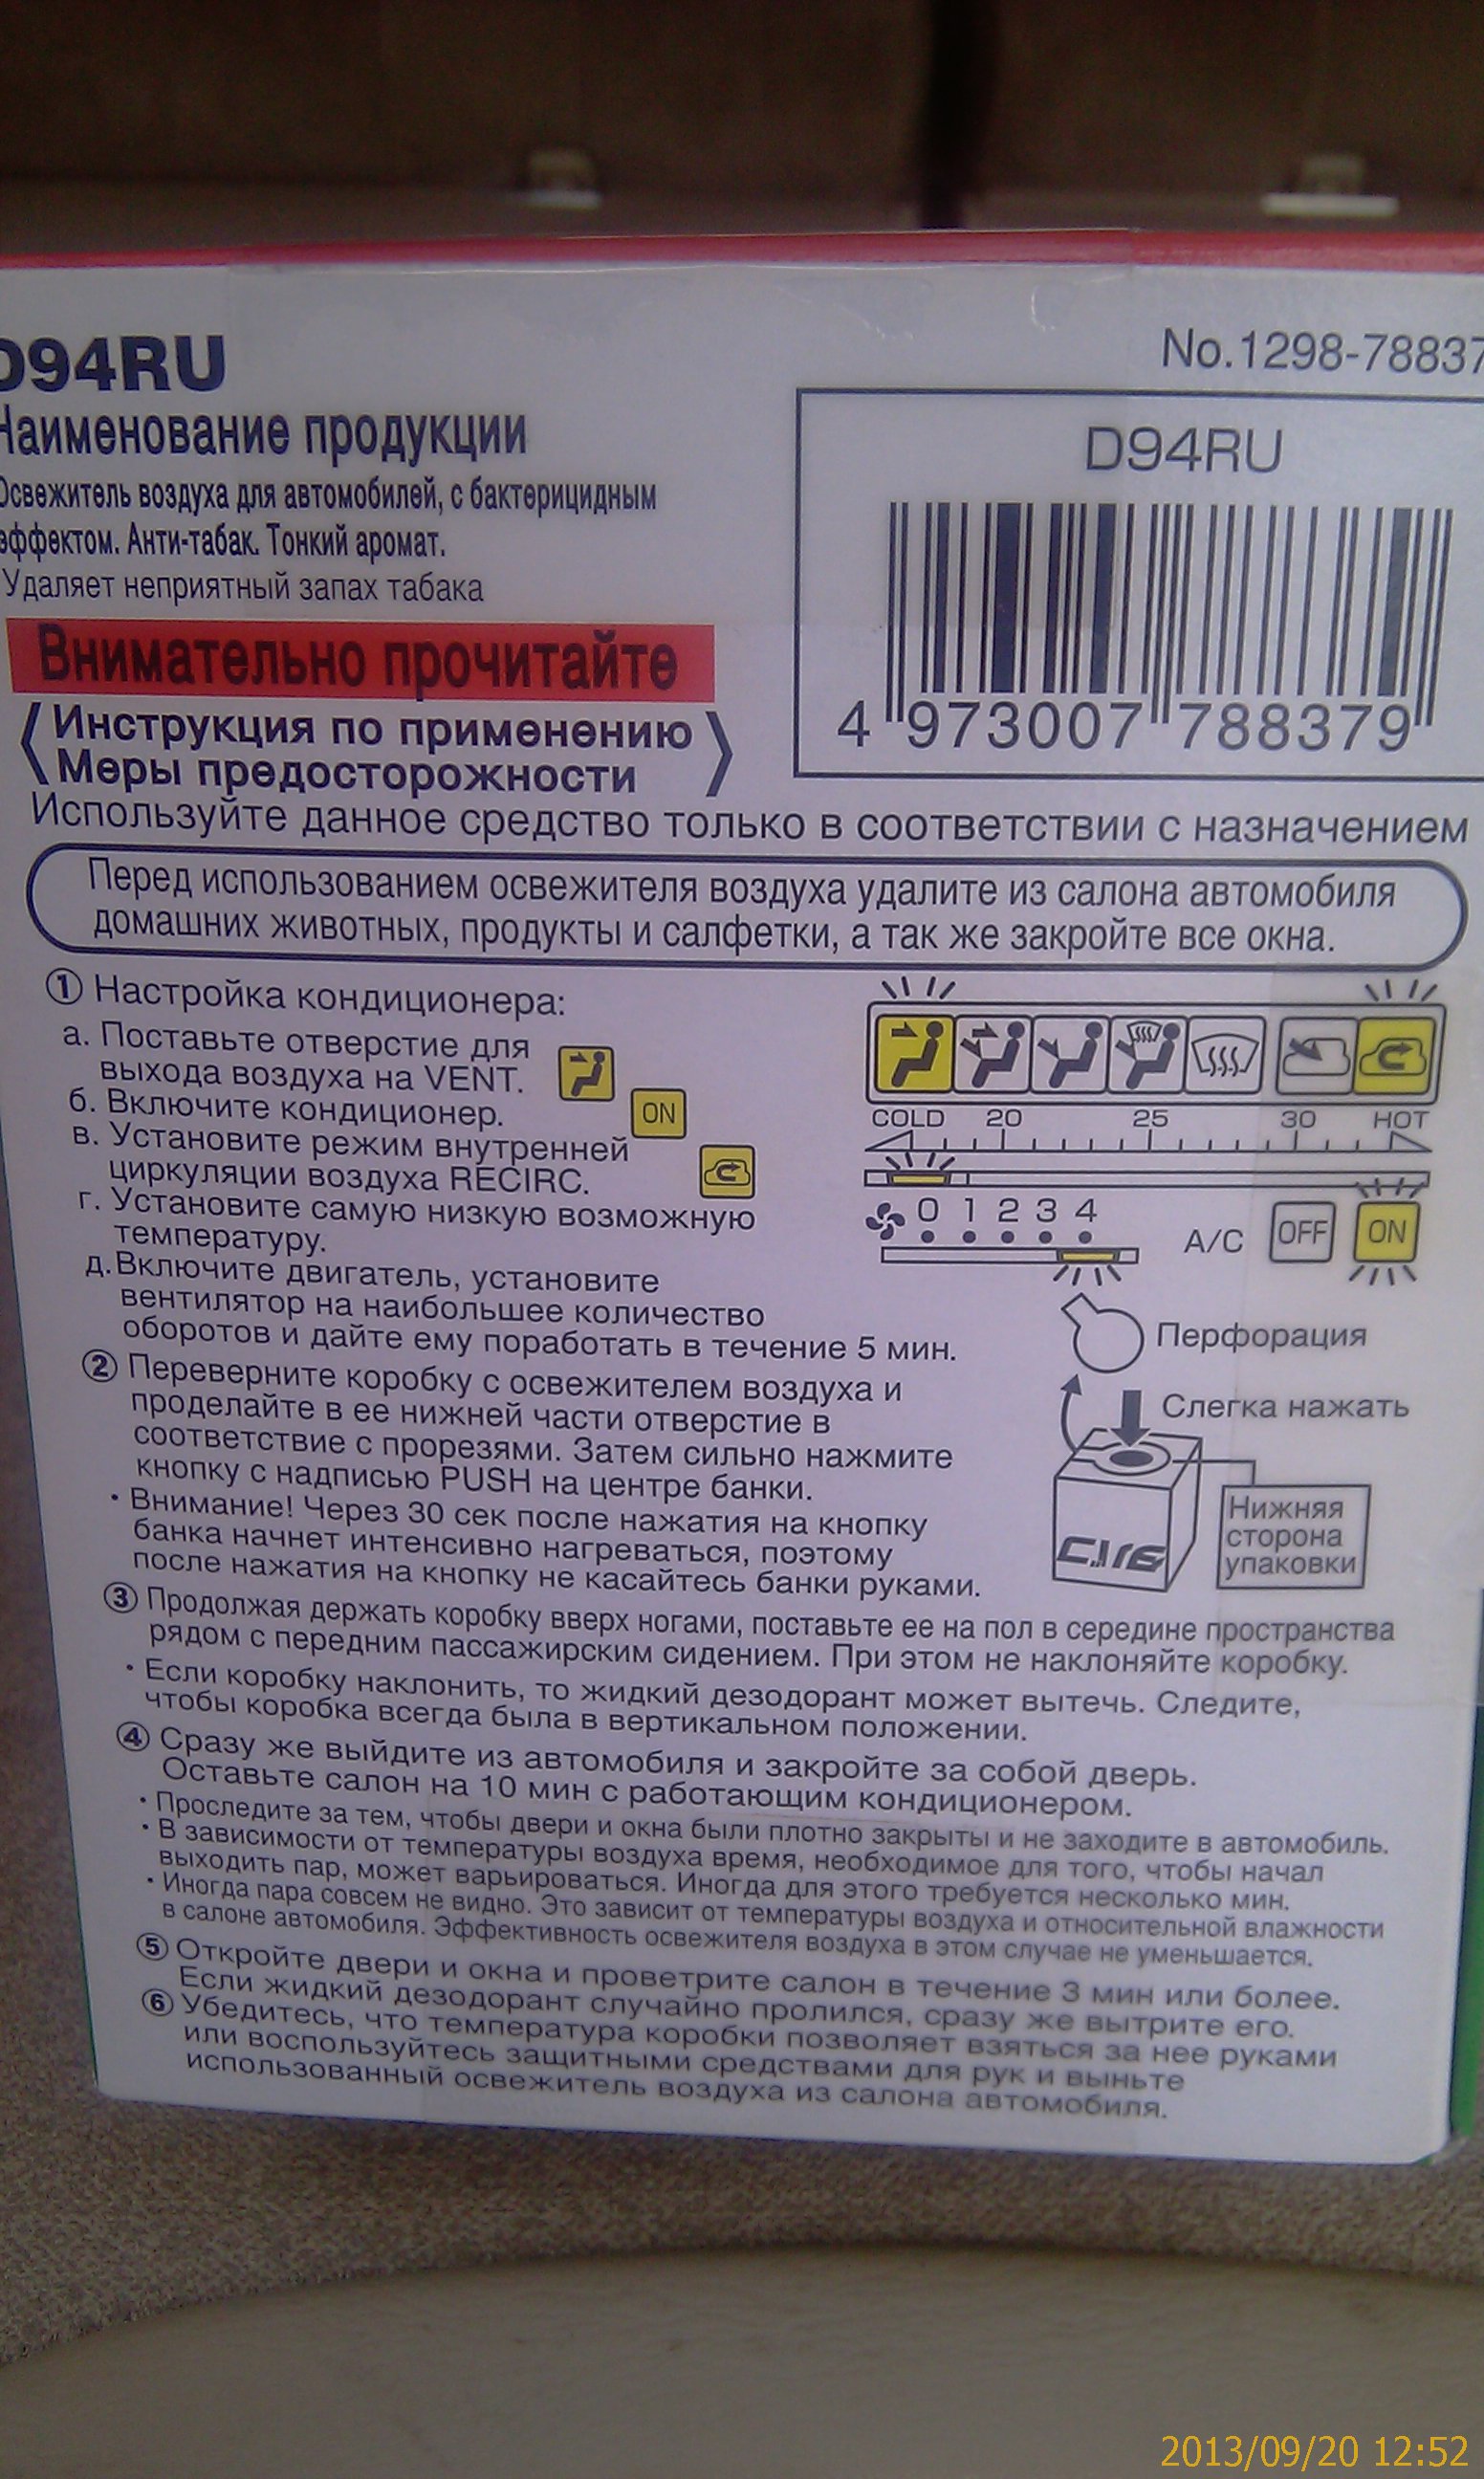 D94RU
No.1298-78837
Наименование продукции
D94RU
Освежитель воздуха для автомобилей, с бактерицидным
эффектом. Анти-табак. Тонкий аромат.
Удаляет неприятный запах табака
Внимательно прочитайте
4 973007 788379
Инструкция по применению
Меры предосторожности
Используйте данное средство только в соответствии с назначением
Перед использованием освежителя воздуха удалите из салона автомобиля
домашних животных, продукты и салфетки, а так же закройте все окна.
① Настройка кондиционера:
а. Поставьте отверстие для
выхода воздуха на VENT.
б. Включите кондиционер.
ON
в. Установите режим внутренней
циркуляции воздуха RECIRC.
г. Установите самую низкую возможную
температуру.
д. Включите двигатель, установите
вентилятор на наибольшее количество
оборотов и дайте ему поработать в течение 5 мин.
COLD 20 25 30 HOT
0 1 2 3 4
A/C OFF ON
Перфорация
Слегка нажать
CARE
Нижняя
сторона
упаковки
② Переверните коробку с освежителем воздуха и
проделайте в ее нижней части отверстие в
соответствие с прорезями. Затем сильно нажмите
кнопку с надписью PUSH на центре банки.
・Внимание! Через 30 сек после нажатия на кнопку
банка начнет интенсивно нагреваться, поэтому
после нажатия на кнопку не касайтесь банки руками.
③ Продолжая держать коробку вверх ногами, поставьте ее на пол в середине пространства
рядом с передним пассажирским сидением. При этом не наклоняйте коробку.
・Если коробку наклонить, то жидкий дезодорант может вытечь. Следите,
чтобы коробка всегда была в вертикальном положении.
④ Сразу же выйдите из автомобиля и закройте за собой дверь.
Оставьте салон на 10 мин с работающим кондиционером.
・Проследите за тем, чтобы двери и окна были плотно закрыты и не заходите в автомобиль.
・В зависимости от температуры воздуха время, необходимое для того, чтобы начал
выходить пар, может варьироваться. Иногда для этого требуется несколько мин.
・Иногда пара совсем не видно. Это зависит от температуры воздуха и относительной влажности
в салоне автомобиля. Эффективность освежителя воздуха в этом случае не уменьшается.
⑤ Откройте двери и окна и проветрите салон в течение 3 мин или более.
Если жидкий дезодорант случайно пролился, сразу же вытрите его.
⑥ Убедитесь, что температура коробки позволяет взяться за нее руками
или воспользуйтесь защитными средствами для рук и выньте
использованный освежитель воздуха из салона автомобиля.
2013/09/20 12:52